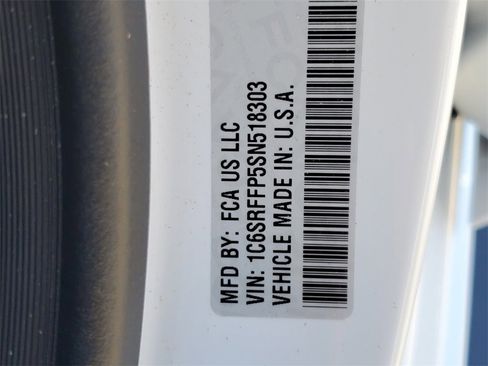 MFD BY: FCA US LLC
VIN: 1C6SRFFP5SN518303
VEHICLE MADE IN: U.S.A.